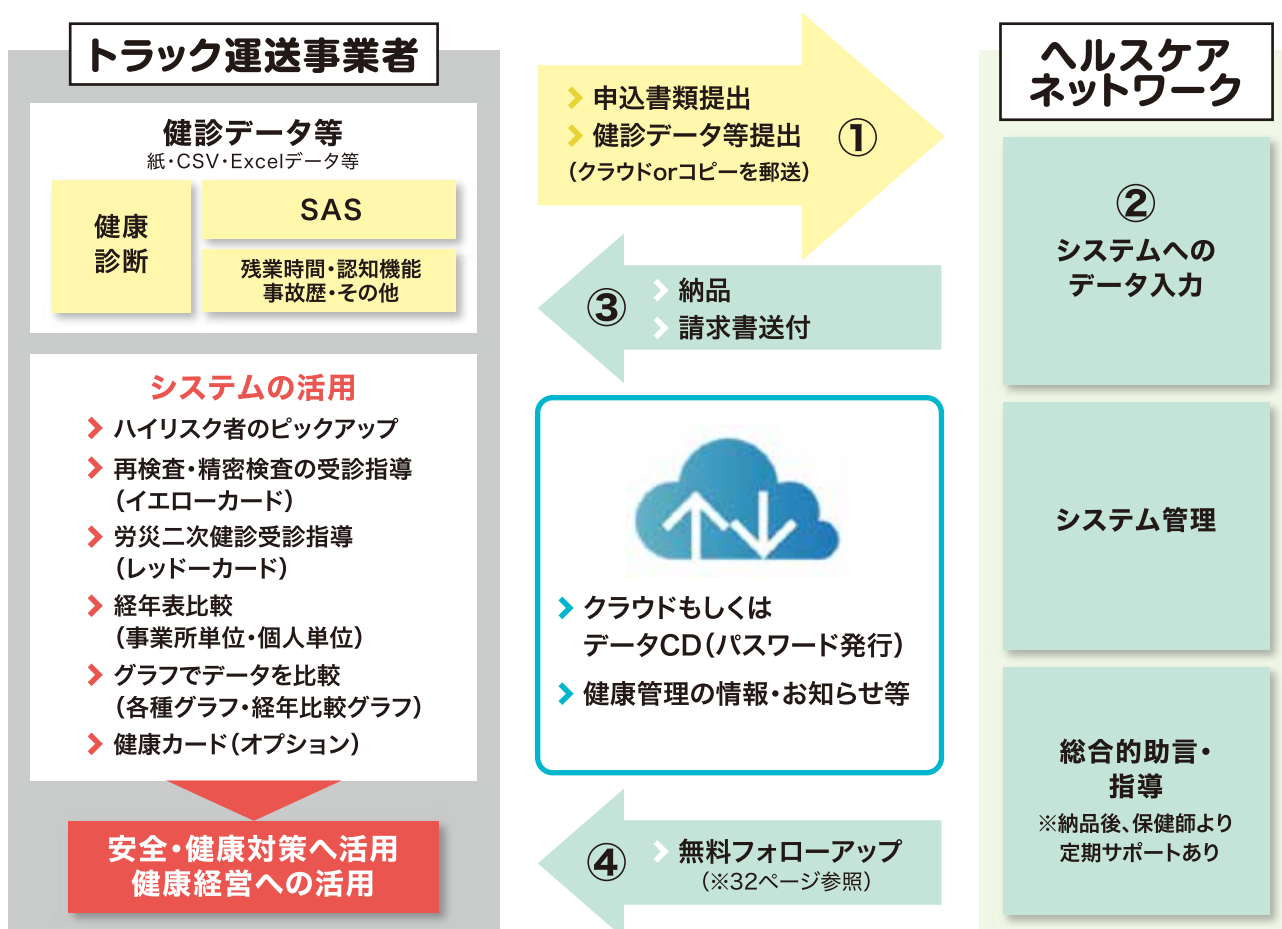 トラック運送事業者
健診データ等
紙・CSV・Excelデータ等
健康
診断
SAS
残業時間・認知機能
事故歴・その他
システムの活用
ハイリスク者のピックアップ
再検査・精密検査の受診指導
（イエローカード）
労災二次健診受診指導
（レッドーカード）
経年表比較
（事業所単位・個人単位）
グラフでデータを比較
（各種グラフ・経年比較グラフ）
健康カード（オプション）
安全・健康対策へ活用
健康経営への活用
申込書類提出
健診データ等提出
（クラウドorコピーを郵送）
①
③
納品
請求書送付
クラウドもしくは
データCD（パスワード発行）
健康管理の情報・お知らせ等
④
無料フォローアップ
（※32ページ参照）
ヘルスケア
ネットワーク
②
システムへの
データ入力
システム管理
総合的助言・
指導
※納品後、保健師より
定期サポートあり